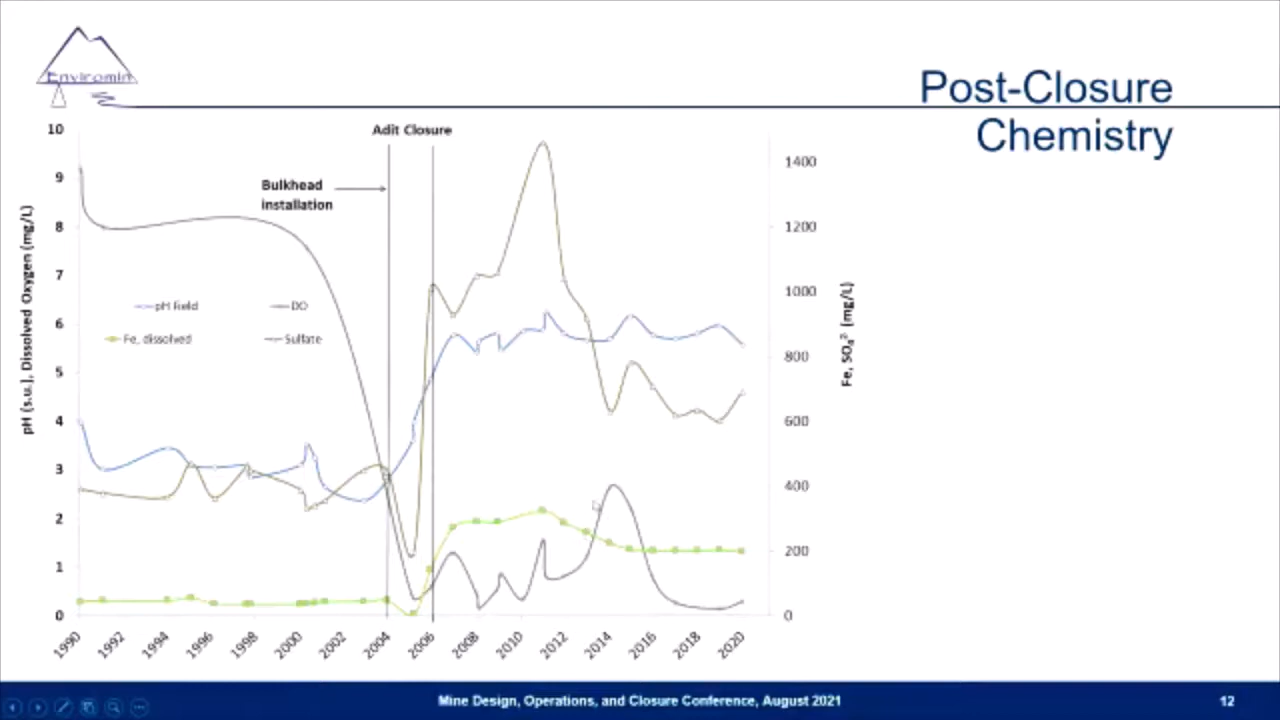 Enviromin
Post-Closure
Chemistry
Adit Closure
Bulkhead
installation
pH (s.u.), Dissolved Oxygen (mg/L)
10
9
8
7
6
5
4
3
2
1
0
pH field
DO
Fe, dissolved
Sulfate
1400
1200
1000
800
600
400
200
0
Fe, SO₄² (mg/L)
1990
1992
1994
1996
1998
2000
2002
2004
2006
2008
2010
2012
2014
2016
2018
2020
Mine Design, Operations, and Closure Conference, August 2021
12